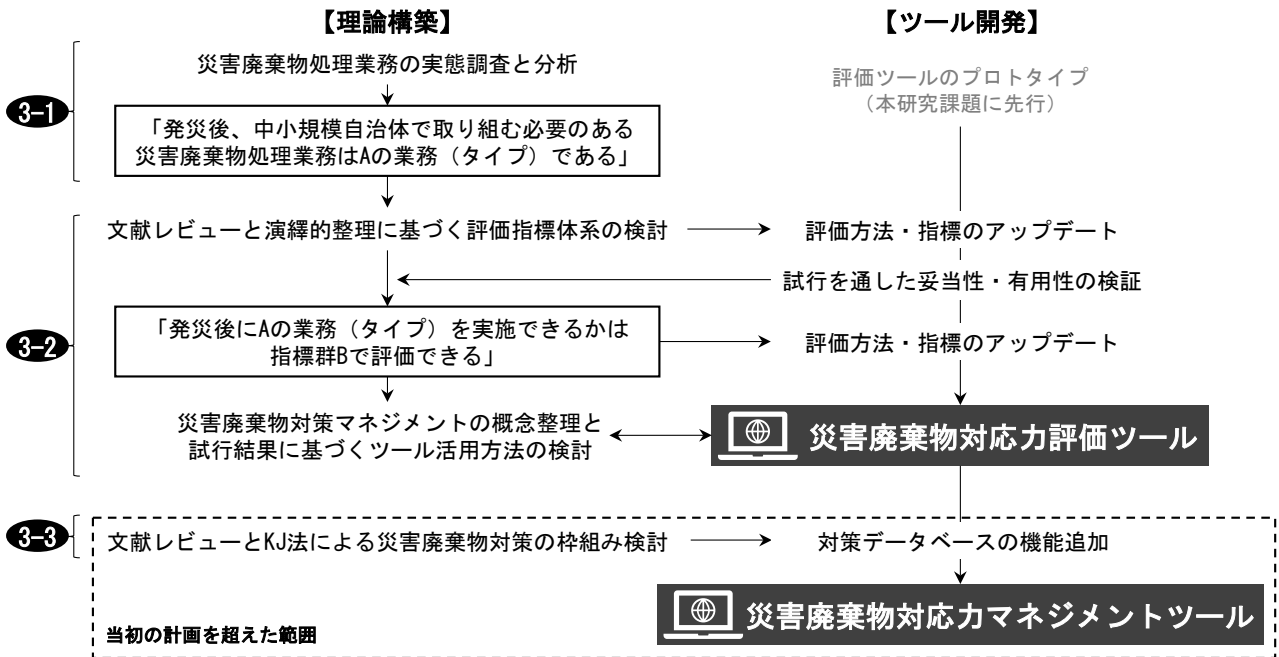 【理論構築】
【ツール開発】
3-1
災害廃棄物処理業務の実態調査と分析
評価ツールのプロトタイプ
（本研究課題に先行）
「発災後、中小規模自治体で取り組む必要のある
災害廃棄物処理業務はAの業務（タイプ）である」
3-2
文献レビューと演繹的整理に基づく評価指標体系の検討
評価方法・指標のアップデート
試行を通した妥当性・有用性の検証
「発災後にAの業務（タイプ）を実施できるかは
指標群Bで評価できる」
評価方法・指標のアップデート
災害廃棄物対策マネジメントの概念整理と
試行結果に基づくツール活用方法の検討
災害廃棄物対応力評価ツール
3-3
文献レビューとKJ法による災害廃棄物対策の枠組み検討
対策データベースの機能追加
災害廃棄物対応力マネジメントツール
当初の計画を超えた範囲